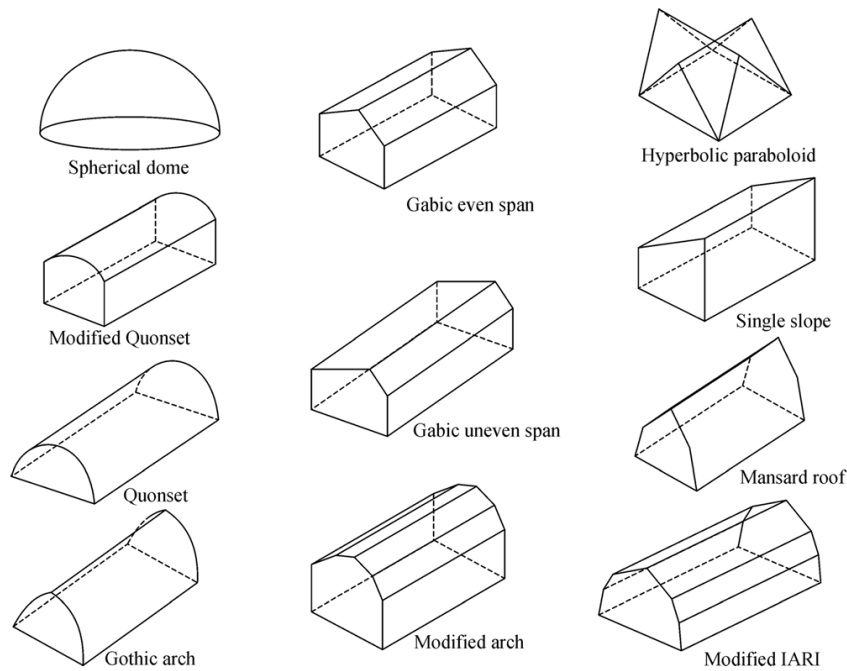 Spherical dome
Gabic even span
Hyperbolic paraboloid
Modified Quonset
Gabic uneven span
Single slope
Quonset
Mansard roof
Gothic arch
Modified arch
Modified IARI